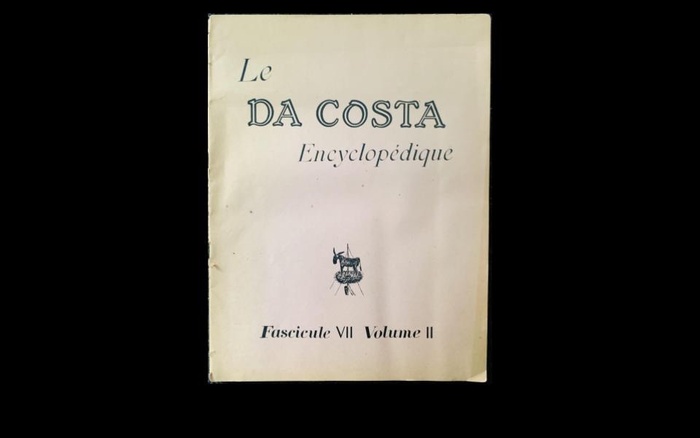 Le
DA COSTA
Encyclopédique
Fascicule VII Volume II